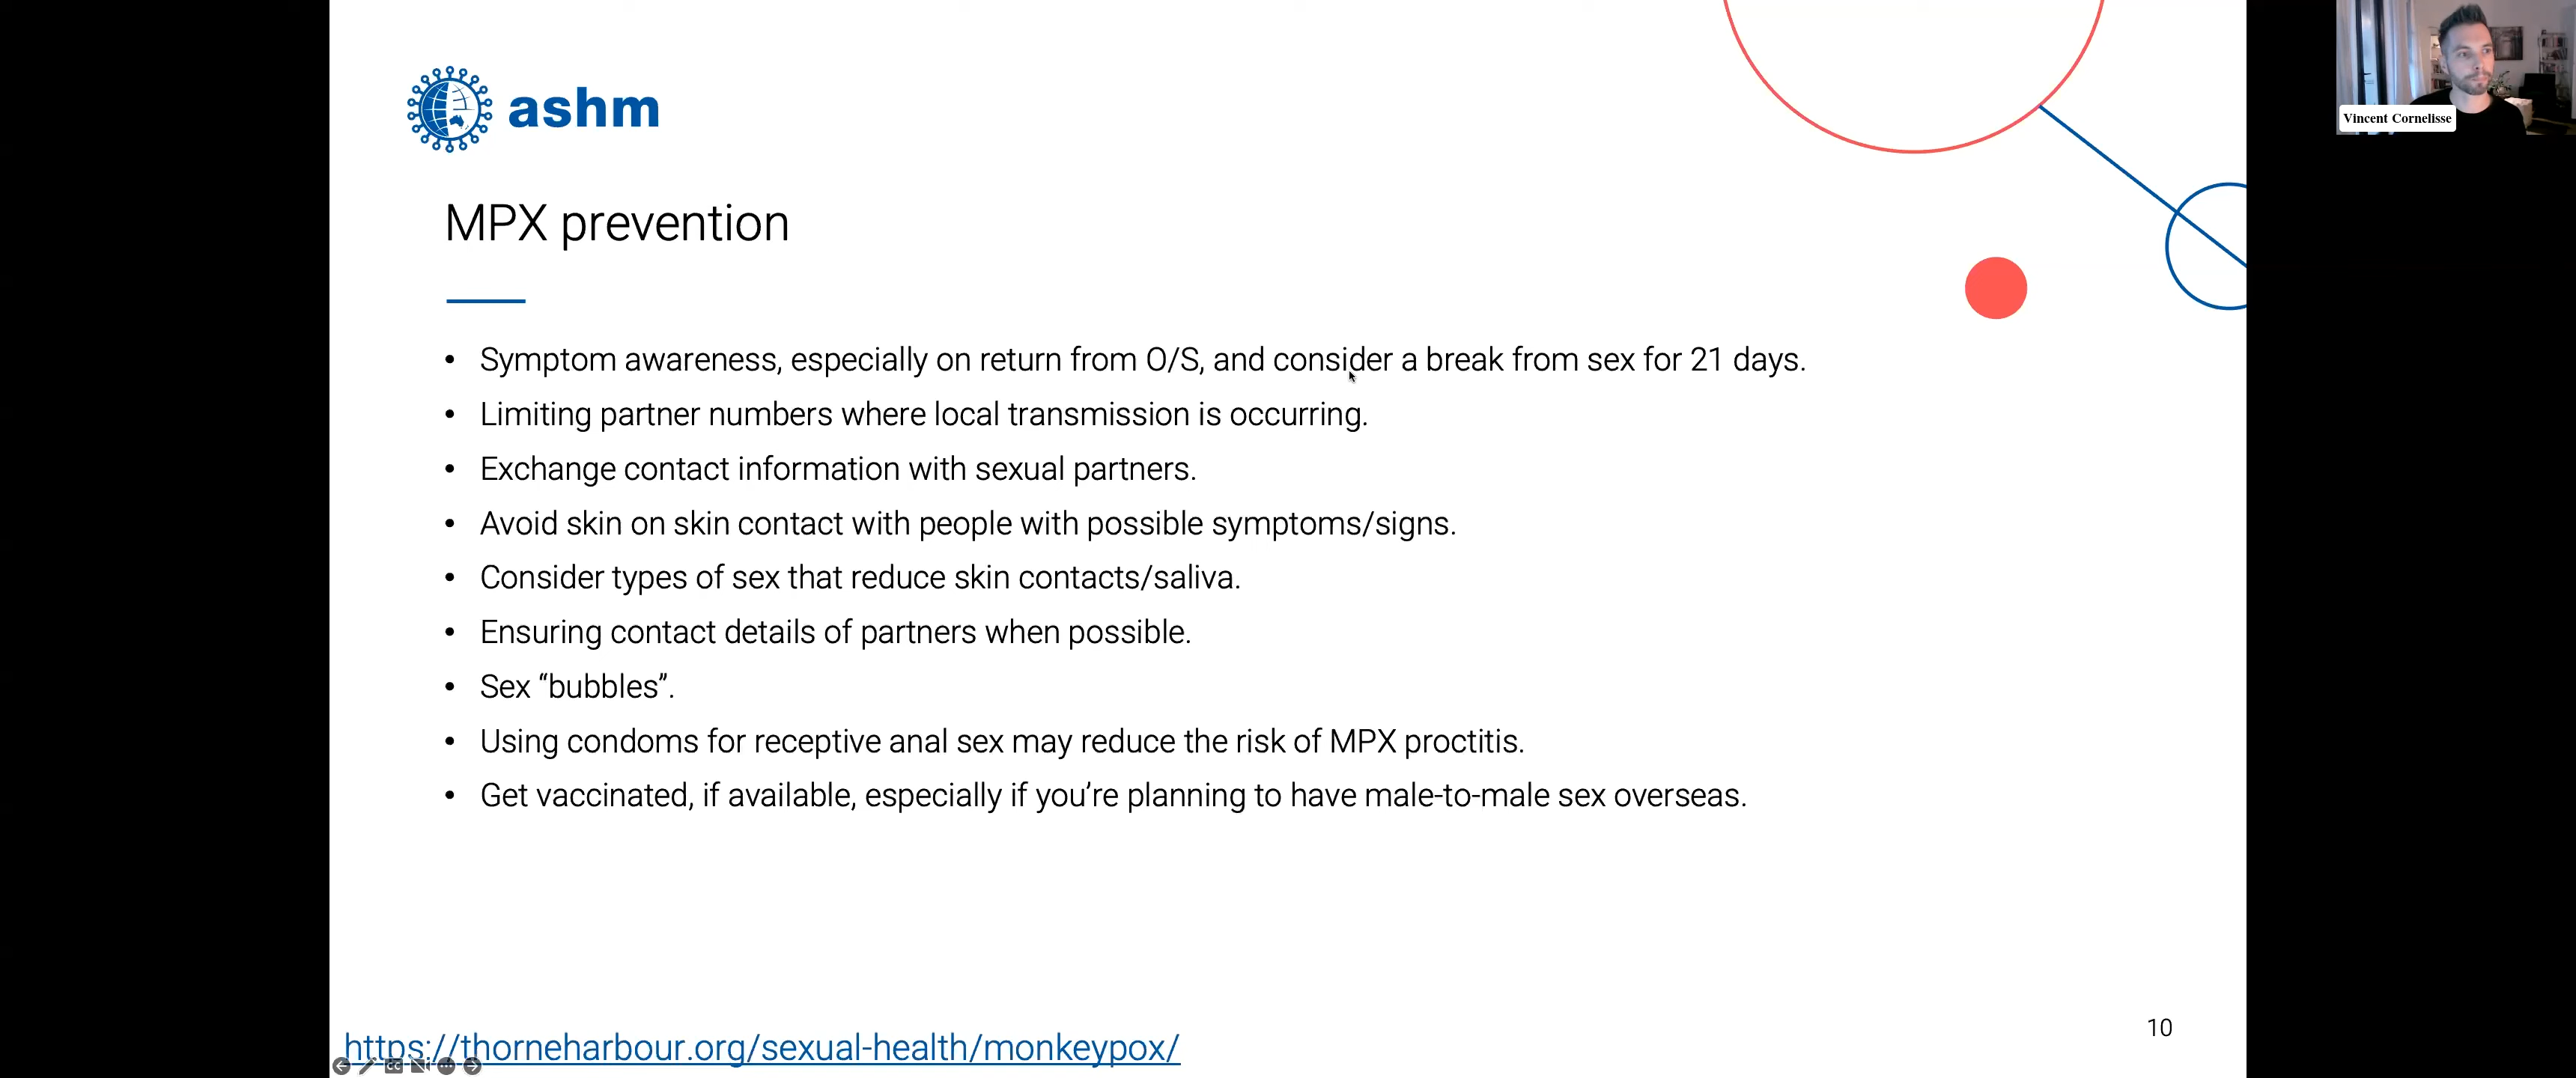 ashm
Vincent Cornelisse
MPX prevention
• Symptom awareness, especially on return from O/S, and consider a break from sex for 21 days.
• Limiting partner numbers where local transmission is occurring.
• Exchange contact information with sexual partners.
• Avoid skin on skin contact with people with possible symptoms/signs.
• Consider types of sex that reduce skin contacts/saliva.
• Ensuring contact details of partners when possible.
• Sex “bubbles”.
• Using condoms for receptive anal sex may reduce the risk of MPX proctitis.
• Get vaccinated, if available, especially if you’re planning to have male-to-male sex overseas.
10
https://thorneharbour.org/sexual-health/monkeypox/
CC